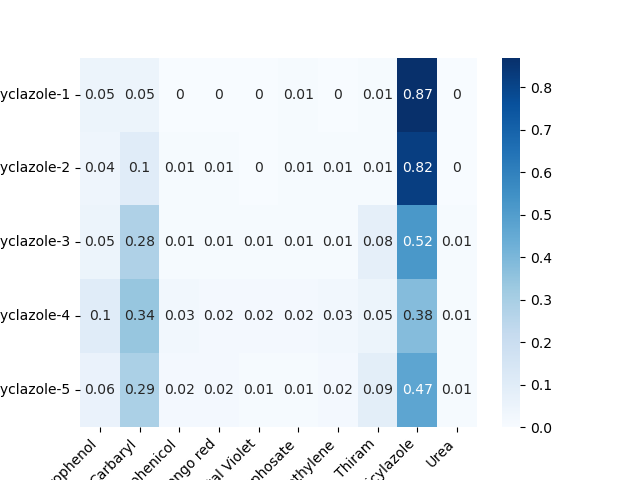 yclazole-1 0.05 0.05 0 0 0 0.01 0 0.01 0.87 0
yclazole-2 0.04 0.1 0.01 0.01 0 0.01 0.01 0.01 0.82 0
yclazole-3 0.05 0.28 0.01 0.01 0.01 0.01 0.01 0.08 0.52 0.01
yclazole-4 0.1 0.34 0.03 0.02 0.02 0.02 0.03 0.05 0.38 0.01
yclazole-5 0.06 0.29 0.02 0.02 0.01 0.01 0.02 0.09 0.47 0.01
ophenol
Carbaryl
phenicol
ongo red
al Violet
phosate
ethylene
Thiram
icylazole
Urea
0.8
0.7
0.6
0.5
0.4
0.3
0.2
0.1
0.0